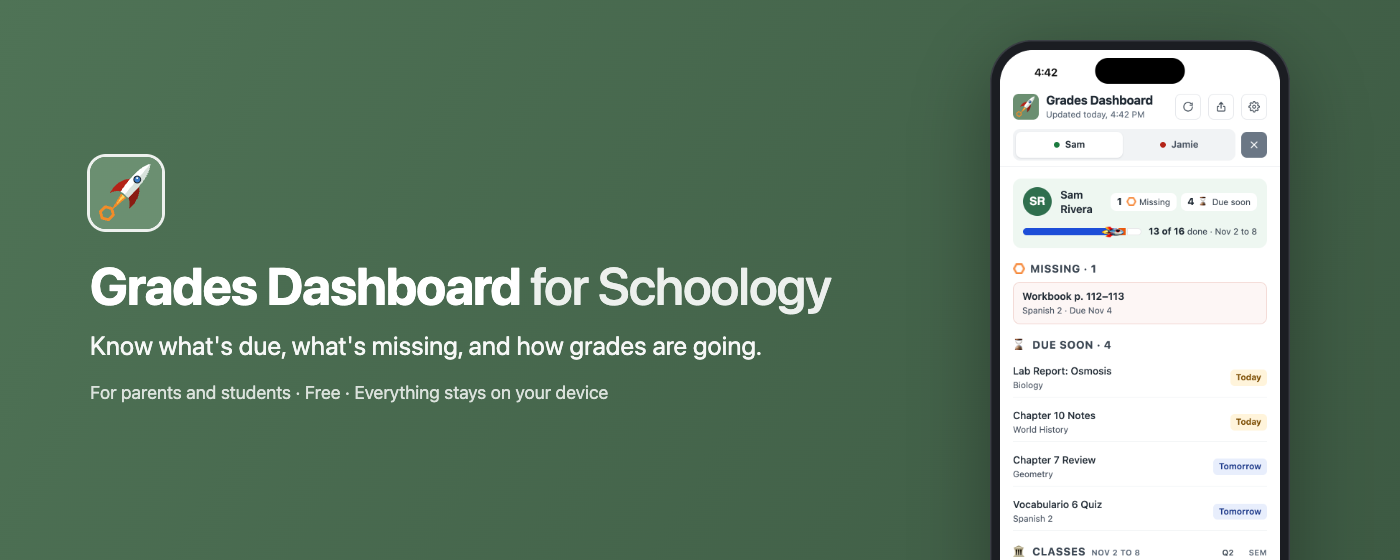 Grades Dashboard for Schoology
Know what's due, what's missing, and how grades are going.
For parents and students · Free · Everything stays on your device
4:42
Grades Dashboard
Updated today, 4:42 PM
Sam
Jamie
SR
Sam
Rivera
1 Missing
4 Due soon
13 of 16 done · Nov 2 to 8
MISSING · 1
Workbook p. 112–113
Spanish 2 · Due Nov 4
DUE SOON · 4
Lab Report: Osmosis
Biology
Today
Chapter 10 Notes
World History
Today
Chapter 7 Review
Geometry
Tomorrow
Vocabulario 6 Quiz
Spanish 2
Tomorrow
CLASSES NOV 2 TO 8 Q2 SEM